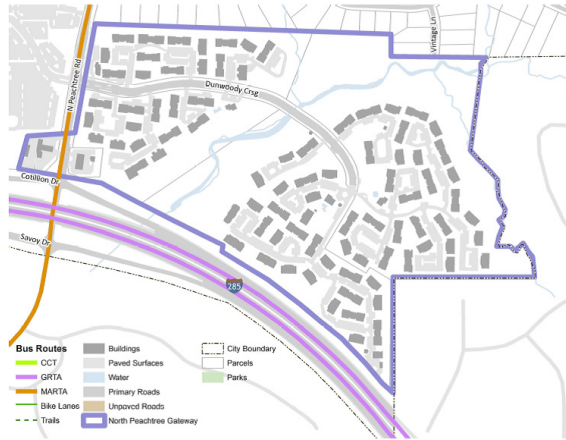 Vintage Ln
N Peachtree Rd
Dunwoody Crsg
Cotillion Dr
Savoy Dr
285
Bus Routes
CCT
GRTA
MARTA
Bike Lanes
Trails
Buildings
Paved Surfaces
Water
Primary Roads
Unpaved Roads
North Peachtree Gateway
City Boundary
Parcels
Parks